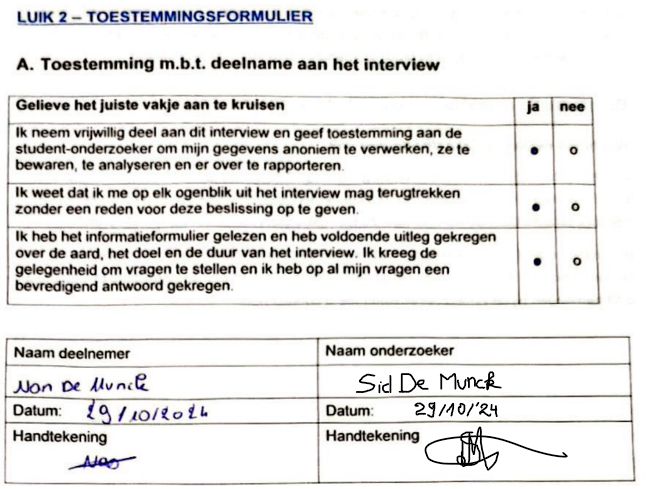 LUIK 2 – TOESTEMMINGSFORMULIER
A. Toestemming m.b.t. deelname aan het interview
Gelieve het juiste vakje aan te kruisen ja nee
Ik neem vrijwillig deel aan dit interview en geef toestemming aan de
student-onderzoeker om mijn gegevens anoniem te verwerken, ze te
bewaren, te analyseren en er over te rapporteren.
Ik weet dat ik me op elk ogenblik uit het interview mag terugtrekken
zonder een reden voor deze beslissing op te geven.
Ik heb het informatieformulier gelezen en heb voldoende uitleg gekregen
over de aard, het doel en de duur van het interview. Ik kreeg de
gelegenheid om vragen te stellen en ik heb op al mijn vragen een
bevredigend antwoord gekregen.
Naam deelnemer Naam onderzoeker
Non De Munck Sid De Munck
Datum: 29/10/2024 Datum: 29/10/'24
Handtekening Handtekening